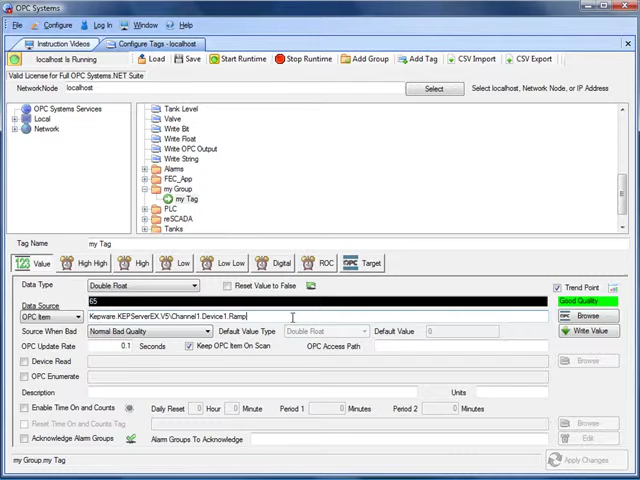 OPC Systems
File Configure Log In Window Help
Instruction Videos Configure Tags - localhost
localhost Is Running Load Save Start Runtime Stop Runtime Add Group Add Tag CSV Import CSV Export
Valid License for Full OPC Systems.NET Suite
NetworkNode localhost Select Select localhost, Network Node, or IP Address
OPC Systems Services
Local
Network
Tank Level
Valve
Write Bit
Write Float
Write OPC Output
Write String
Alarms
FEC_App
my Group
my Tag
PLC
reSCADA
Tanks
Tag Name my Tag
Value High High High Low Low Low Digital ROC OPC Target
Data Type Double Float Reset Value to False Trend Point
Data Source 65 Good Quality
OPC Item Kepware.KEPServerEX.V5\Channel1.Device1.Ramp OPC Browse
Source When Bad Normal Bad Quality Default Value Type Double Float Default Value 0 Write Value
OPC Update Rate 0.1 Seconds Keep OPC Item On Scan OPC Access Path
Device Read Browse
OPC Enumerate
Description Units
Enable Time On and Counts Daily Reset 0 Hour 0 Minute Period 1 0 Minutes Period 2 0 Minutes
Reset Time On and Counts Tag Browse
Acknowledge Alarm Groups Alarm Groups To Acknowledge Edit
my Group.my Tag Apply Changes